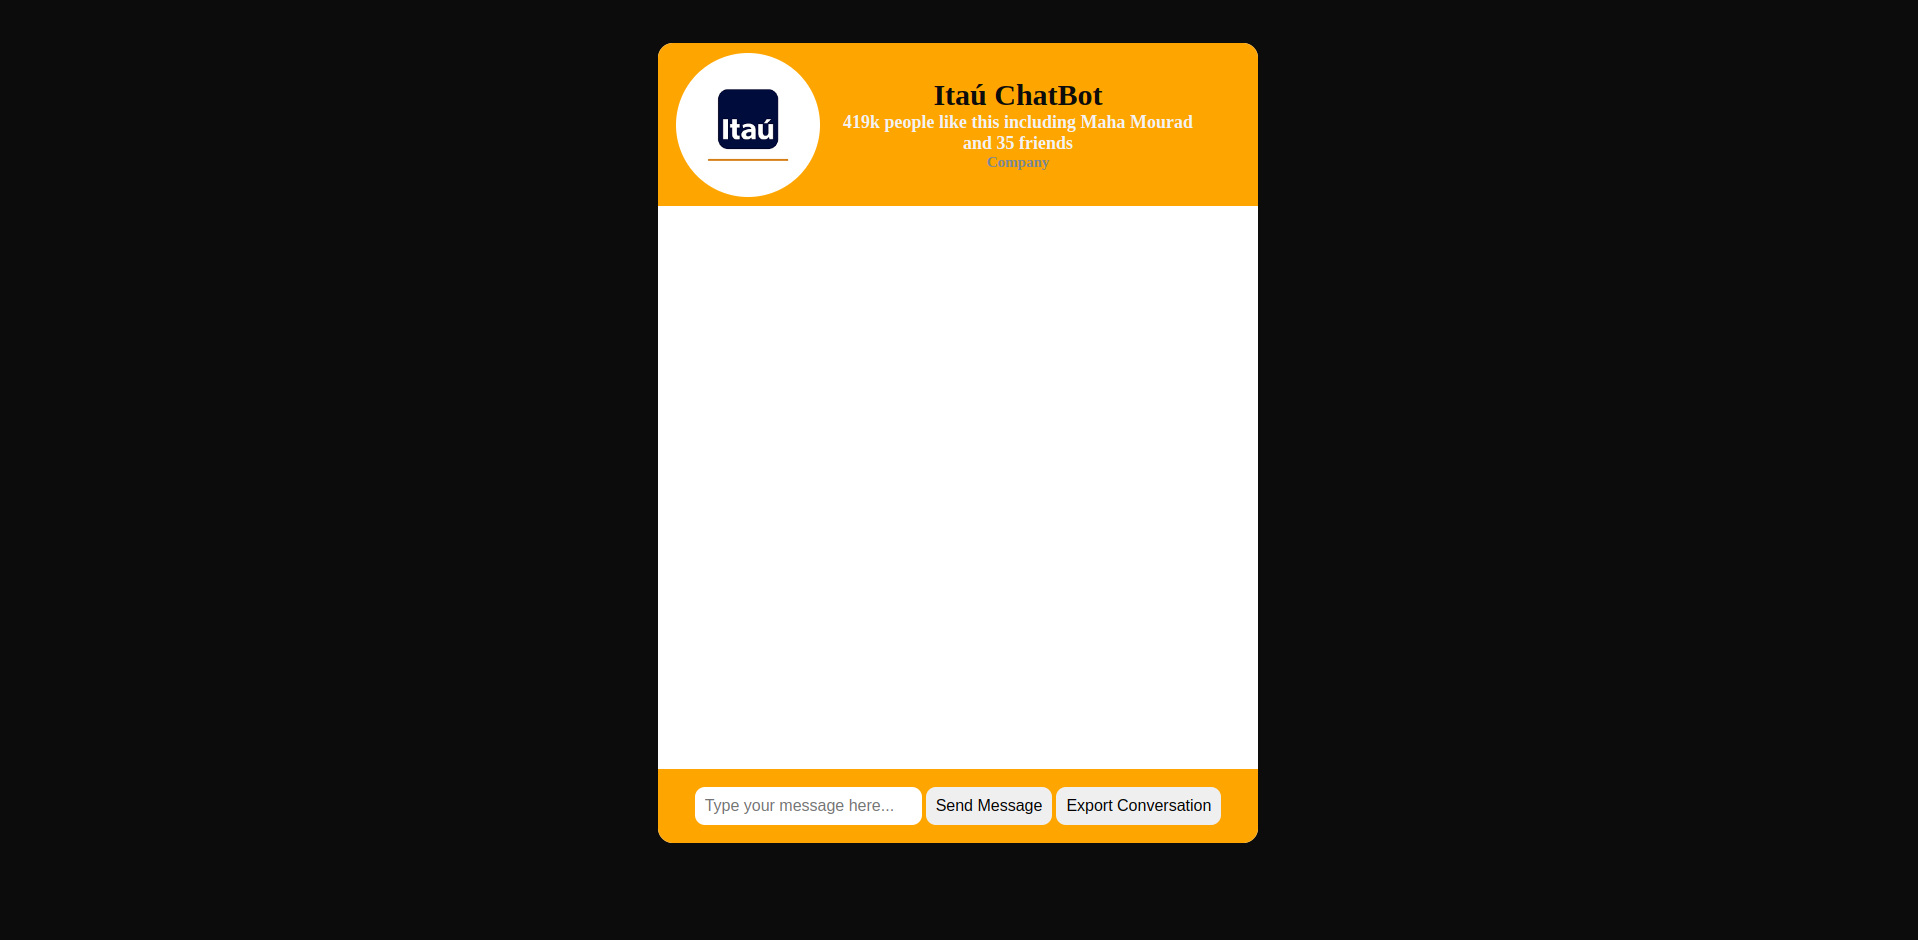 Itaú
Itaú ChatBot
419k people like this including Maha Mourad
and 35 friends
Company
Type your message here...
Send Message
Export Conversation